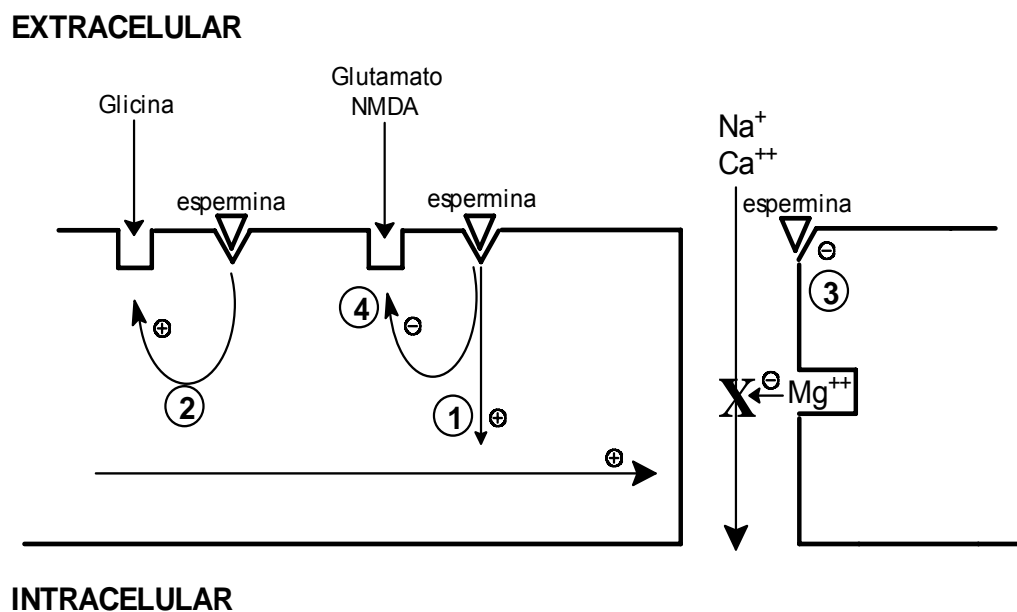 EXTRACELULAR
Glicina
Glutamato
NMDA
Na⁺
Ca⁺⁺
espermina
espermina
espermina
⊖
3
4
⊖
⊕
2
1
⊕
⊖
X
Mg⁺⁺
⊕
INTRACELULAR